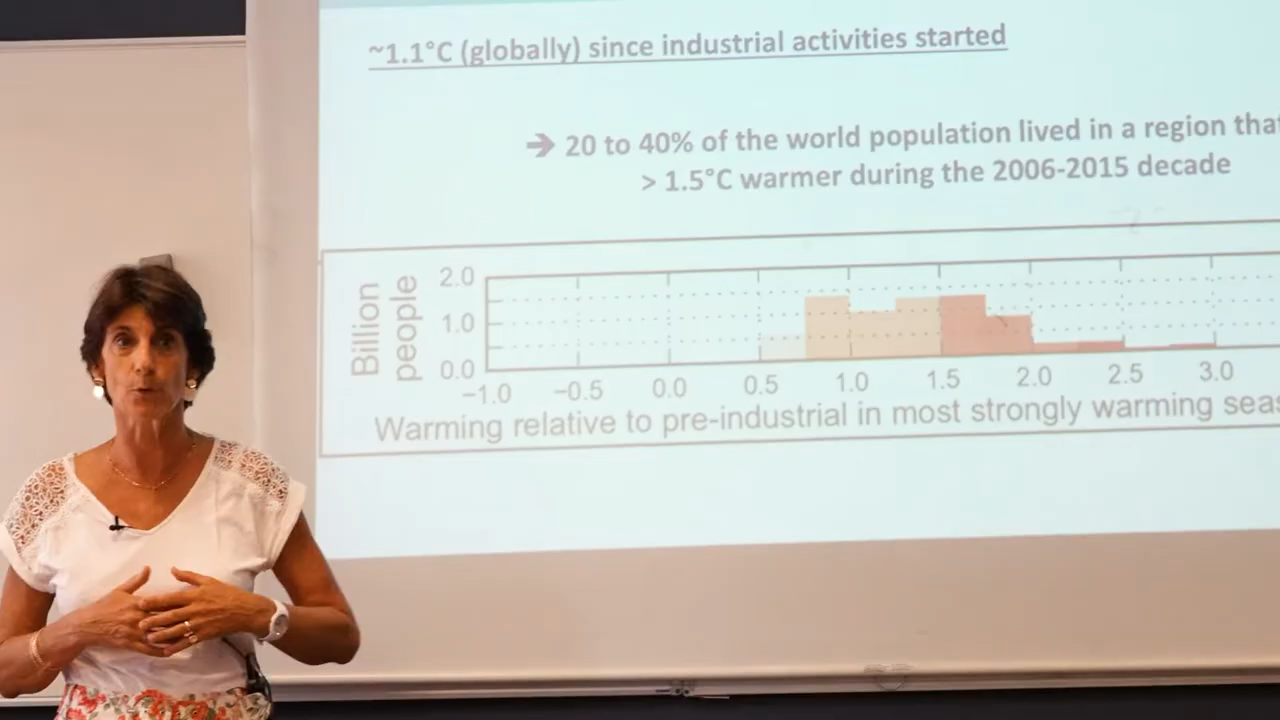 ~1.1°C (globally) since industrial activities started
➔ 20 to 40% of the world population lived in a region
> 1.5°C warmer during the 2006-2015 decade
Billion
people
2.0
1.0
0.0
−1.0 −0.5 0.0 0.5 1.0 1.5 2.0 2.5 3.0
Warming relative to pre-industrial in most strongly warming